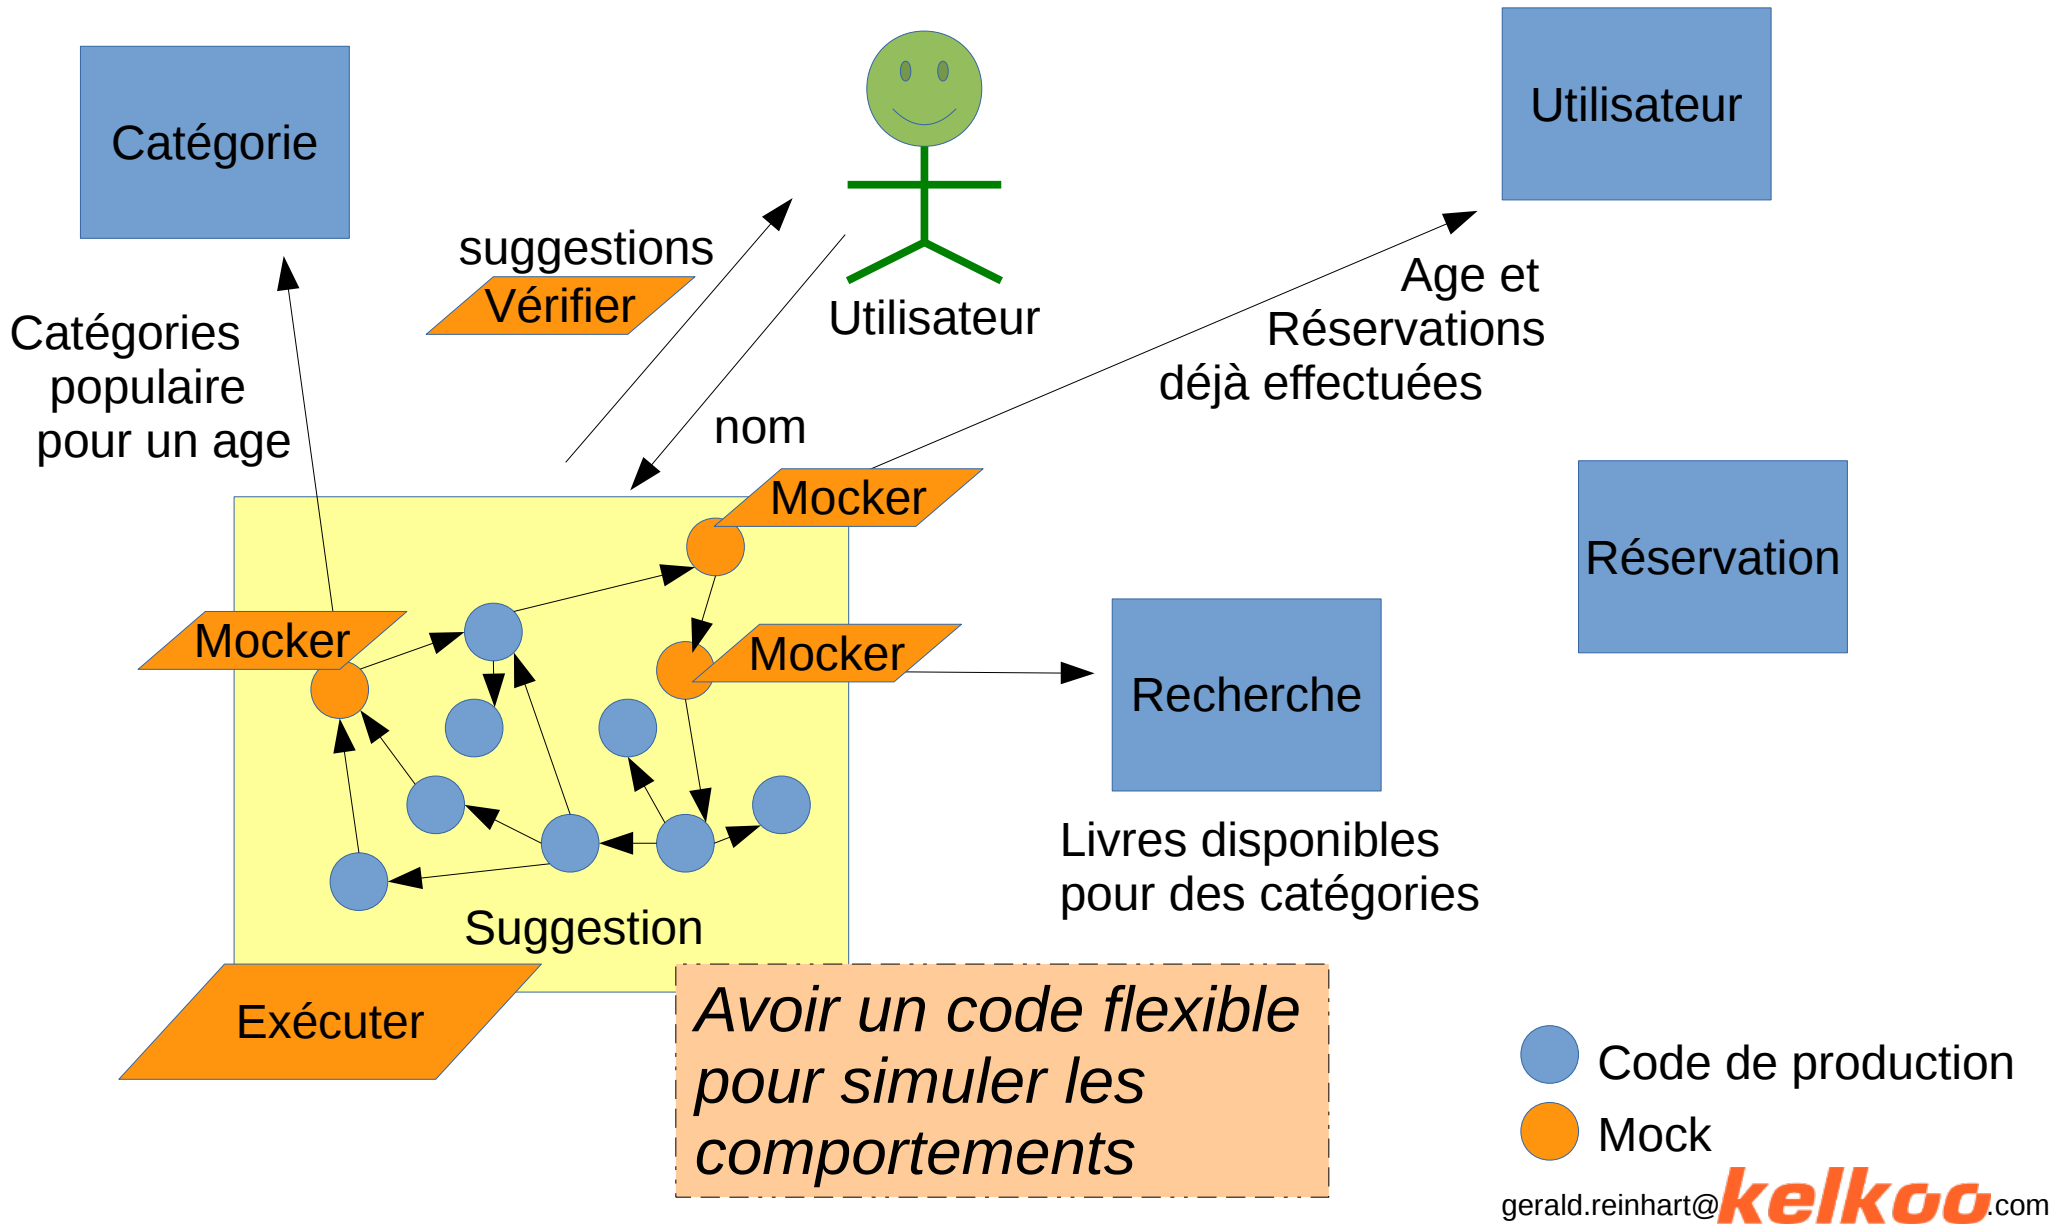 Catégorie
Utilisateur
suggestions
Vérifier
Utilisateur
Age et
Réservations
déjà effectuées
Catégories
populaire
pour un age
nom
Mocker
Réservation
Mocker
Mocker
Recherche
Livres disponibles
pour des catégories
Suggestion
Exécuter
Avoir un code flexible
pour simuler les
comportements
Code de production
Mock
gerald.reinhart@kelkoo.com